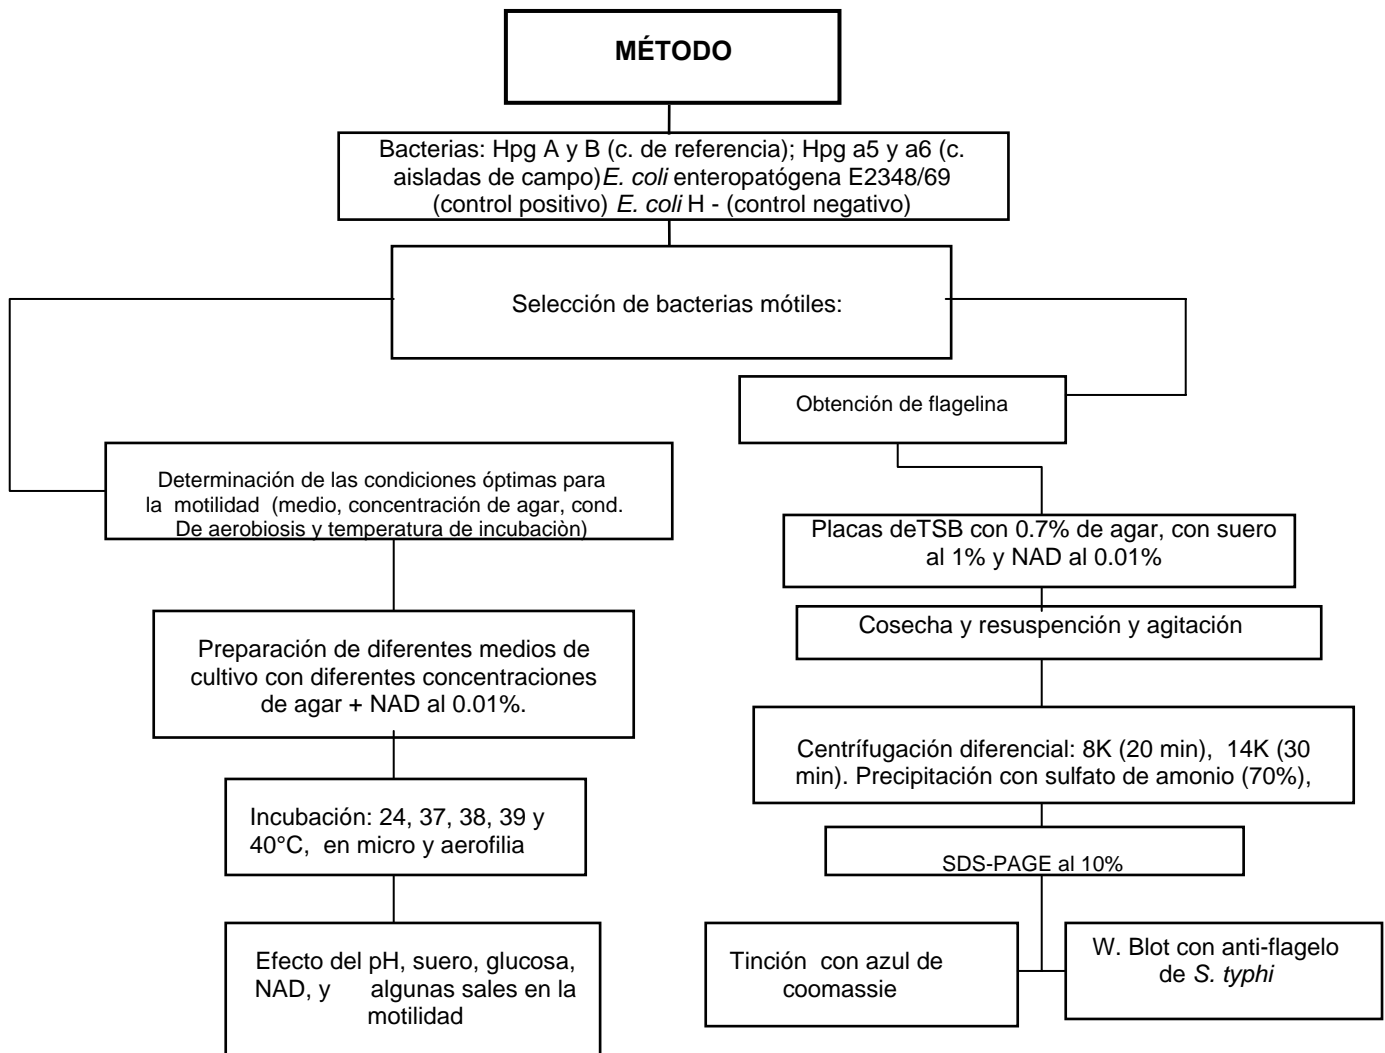 MÉTODO
Bacterias: Hpg A y B (c. de referencia); Hpg a5 y a6 (c.
aisladas de campo)E. coli enteropatógena E2348/69
(control positivo) E. coli H - (control negativo)
Selección de bacterias mótiles:
Determinación de las condiciones óptimas para
la motilidad (medio, concentración de agar, cond.
De aerobiosis y temperatura de incubaciòn)
Preparación de diferentes medios de
cultivo con diferentes concentraciones
de agar + NAD al 0.01%.
Incubación: 24, 37, 38, 39 y
40°C, en micro y aerofilia
Efecto del pH, suero, glucosa,
NAD, y algunas sales en la
motilidad
Obtención de flagelina
Placas deTSB con 0.7% de agar, con suero
al 1% y NAD al 0.01%
Cosecha y resuspención y agitación
Centrífugación diferencial: 8K (20 min), 14K (30
min). Precipitación con sulfato de amonio (70%),
SDS-PAGE al 10%
Tinción con azul de
coomassie
W. Blot con anti-flagelo
de S. typhi